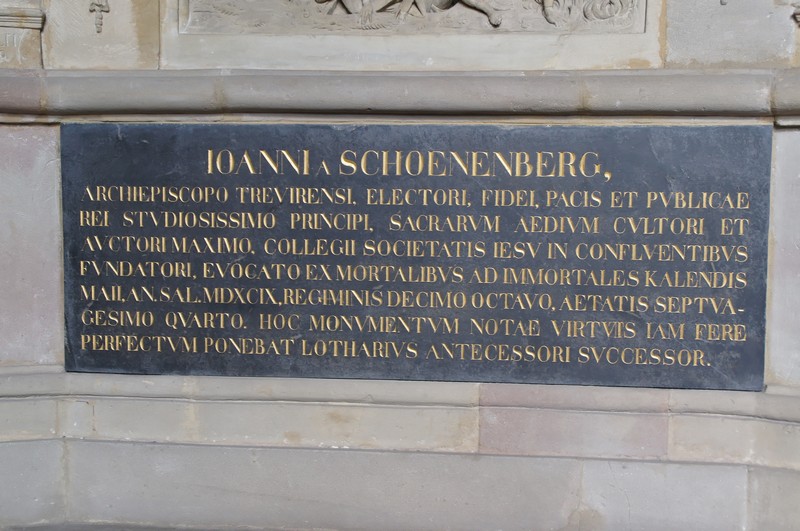 IOANNI A SCHOENENBERG,
ARCHIEPISCOPO TREVIRENSI, ELECTORI, FIDEI, PACIS ET PVBLICAE
REI STVDIOSISSIMO PRINCIPI, SACRARVM AEDIVM CVLTORI ET
AVCTORI MAXIMO, COLLEGII SOCIETATIS IESV IN CONFLVENTIBVS
FVNDATORI, EVOCATO EX MORTALIBVS AD IMMORTALES KALENDIS
MAII, AN. SAL. MDXCIX, REGIMINIS DECIMO OCTAVO, AETATIS SEPTVA-
GESIMO QVARTO. HOC MONVMENTVM NOTAE VIRTVTIS IAM FERE
PERFECTVM PONEBAT LOTHARIVS ANTECESSORI SVCCESSOR.